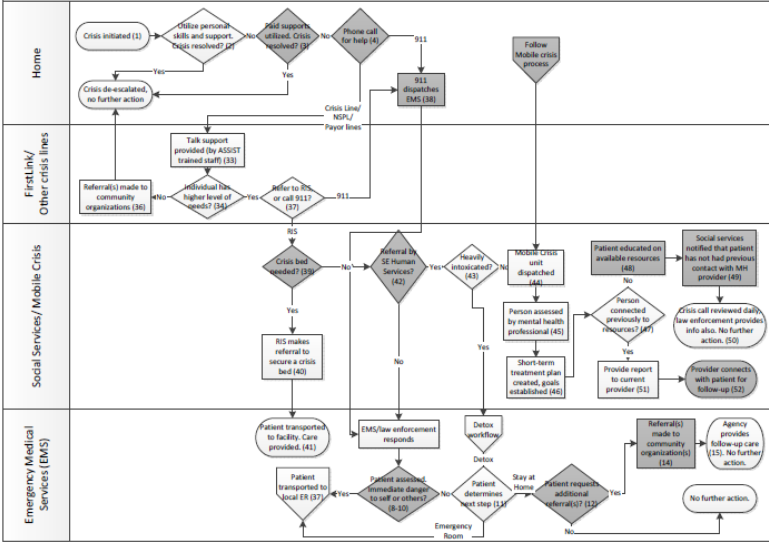 Home
Crisis initiated (1)
Utilize personal
skills and support.
Crisis resolved? (2)
No
Paid supports
utilized. Crisis
resolved? (3)
No
Phone call
for help (4)
911
Follow
Mobile crisis
process
Yes
Yes
Crisis de-escalated,
no further action
911
dispatches
EMS (38)
Crisis Line/
NSPL/
Payor lines
FirstLink/
Other crisis lines
Talk support
provided (by ASSIST
trained staff) (33)
Referral(s) made to
community
organizations (36)
No
Individual has
higher level of
needs? (34)
Yes
Refer to RIS,
or call 911?
(37)
911
RIS
Social Services/ Mobile Crisis
Crisis bed
needed? (39)
No
Referral by
SE Human
Services?
(42)
Yes
Heavily
intoxicated?
(43)
No
Mobile Crisis
unit
dispatched
(44)
Patient educated on
available resources
(48)
Social services
notified that patient
has not had previous
contact with MH
provider (49)
No
Person assessed
by mental health
professional (45)
Person
connected
previously to
resources? (47)
Crisis call reviewed daily,
law enforcement provides
info also. No further
action. (50)
Yes
RIS makes
referral to
secure a crisis
bed (40)
No
Yes
Short-term
treatment plan
created, goals
established (46)
Yes
Provide report
to current
provider (51)
Provider connects
with patient for
follow-up (52)
Emergency Medical
Services (EMS)
Patient transported
to facility. Care
provided. (41)
EMS/law enforcement
responds
Detox
workflow
Referral(s)
made to
community
organization(s)
(14)
Agency
provides
follow-up care
(15). No further
action.
Patient
transported to
local ER (37)
Yes
Patient assessed.
Immediate danger
to self or others?
(8-10)
No
Detox
Patient
determines
next step (11)
Stay at
Home
Patient requests
additional
referral(s)? (12)
Yes
No further action.
Emergency
Room
No